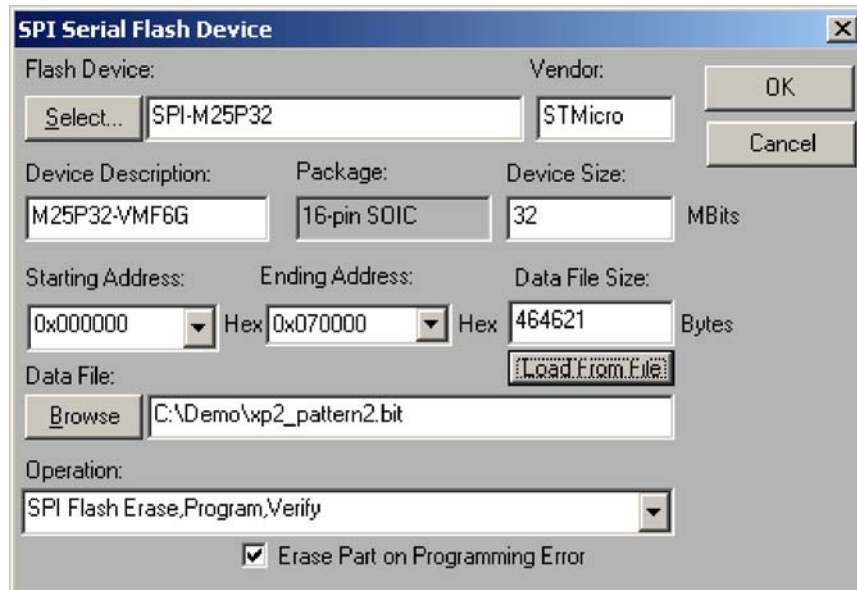 SPI Serial Flash Device
Flash Device: Vendor:
Select... SPI-M25P32 STMicro OK
Cancel
Device Description: Package: Device Size:
M25P32-VMF6G 16-pin SOIC 32 MBits
Starting Address: Ending Address: Data File Size:
0x000000 Hex 0x070000 Hex 464621 Bytes
Load From File
Data File:
Browse C:\Demo\xp2_pattern2.bit
Operation:
SPI Flash Erase,Program,Verify
Erase Part on Programming Error